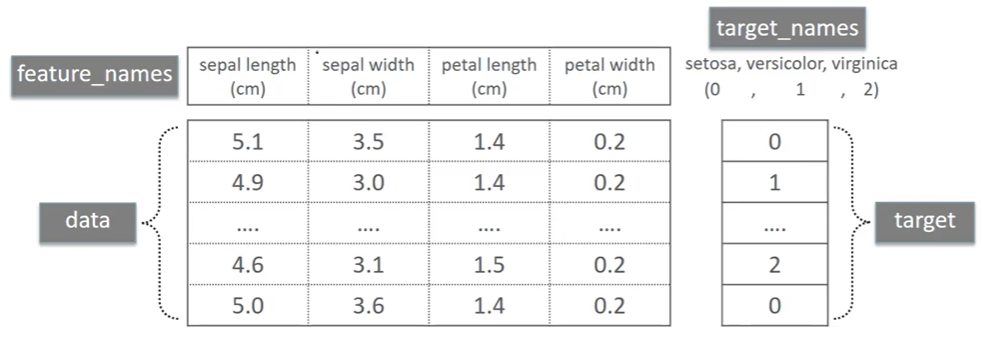 target_names
feature_names
sepal length (cm) sepal width (cm) petal length (cm) petal width (cm)
setosa, versicolor, virginica
(0 , 1 , 2)
data
5.1 3.5 1.4 0.2
4.9 3.0 1.4 0.2
.... .... .... ....
4.6 3.1 1.5 0.2
5.0 3.6 1.4 0.2
0
1
....
2
0
target